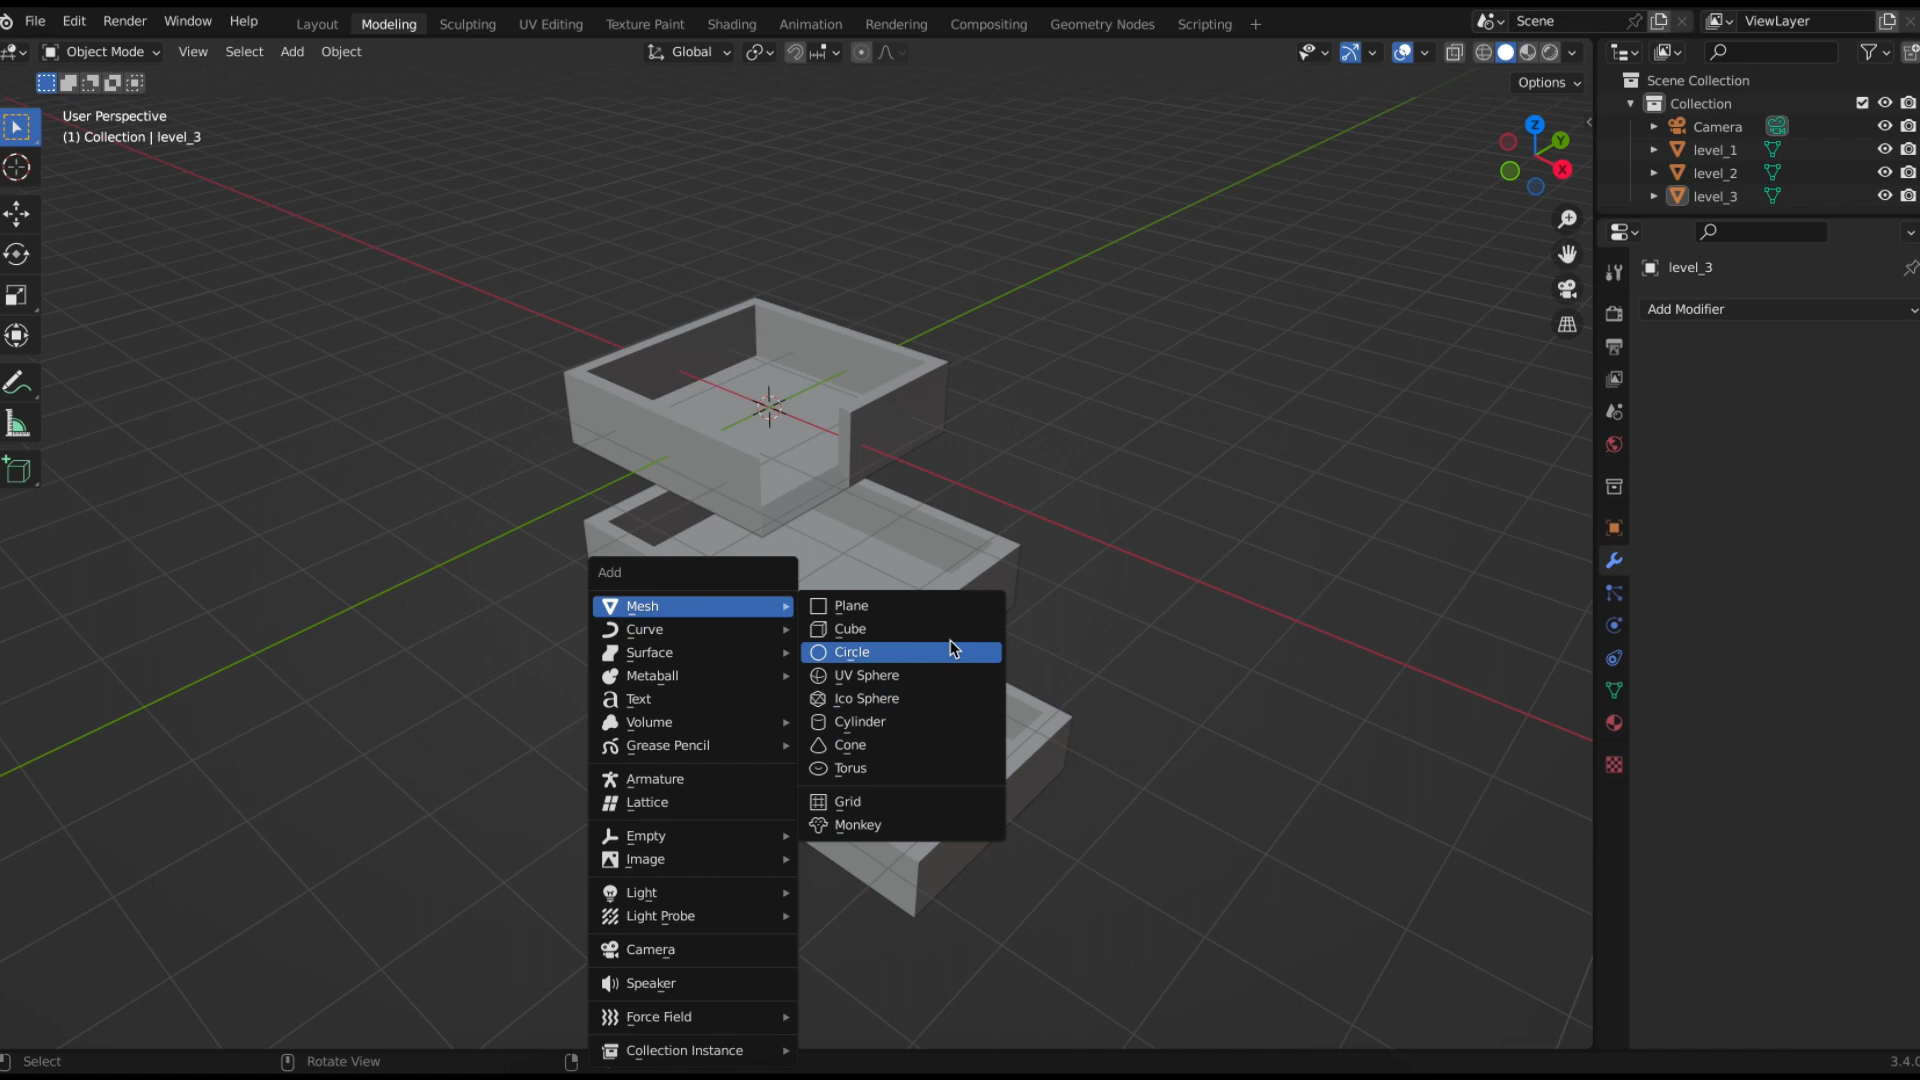 File Edit Render Window Help Layout Modeling Sculpting UV Editing Texture Paint Shading Animation Rendering Compositing Geometry Nodes Scripting + Scene ViewLayer
Object Mode View Select Add Object Global
Options
User Perspective
(1) Collection | level_3
Z
Y
X
Scene Collection
Collection
Camera
level_1
level_2
level_3
level_3
Add Modifier
Add
Mesh
Curve
Surface
Metaball
Text
Volume
Grease Pencil
Armature
Lattice
Empty
Image
Light
Light Probe
Camera
Speaker
Force Field
Collection Instance
Plane
Cube
Circle
UV Sphere
Ico Sphere
Cylinder
Cone
Torus
Grid
Monkey
Select Rotate View 3.4.0